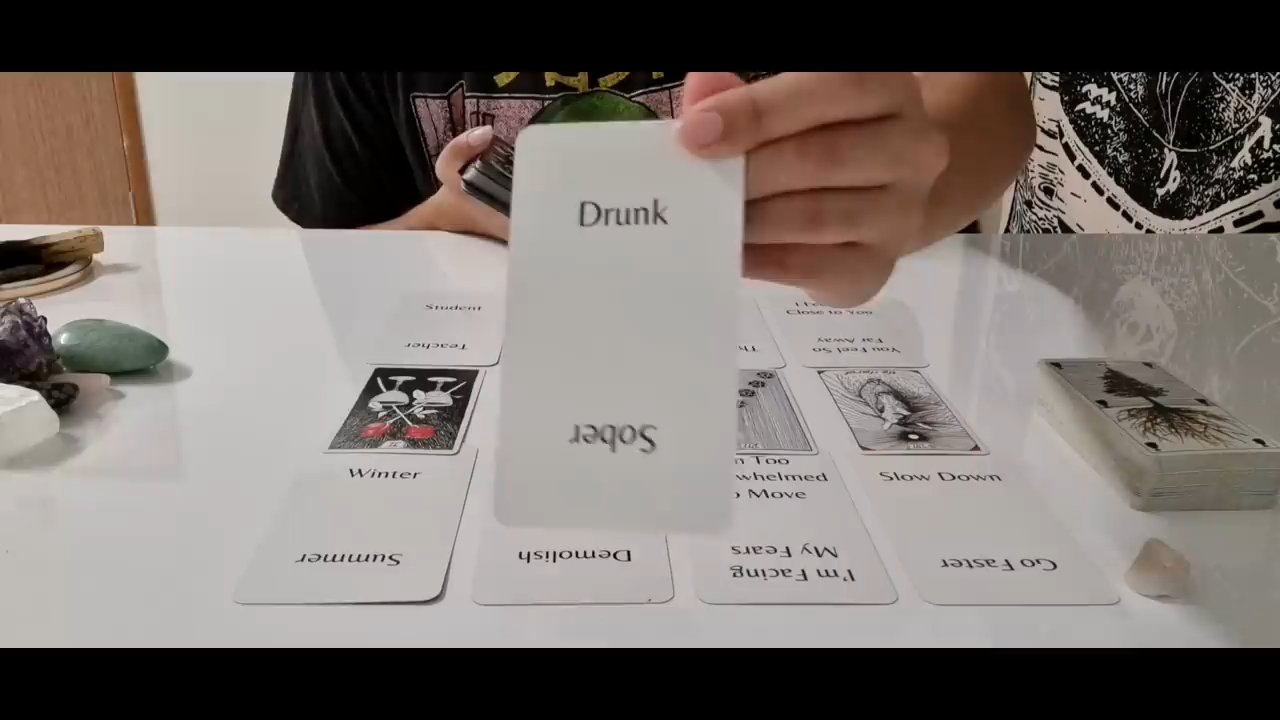 Drunk
Sober
Student
Teacher
Close to You
You Feel So
Far Away
Winter
Summer
Demolish
Too
Move
I'm Facing
My Fears
Slow Down
Go Faster